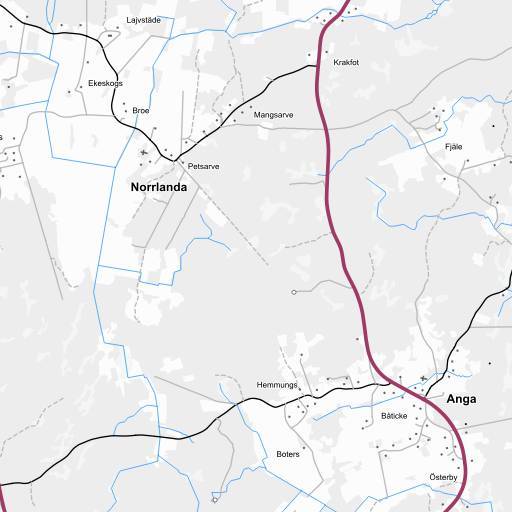 Lajvstäde
Krakfot
Ekeskogs
Broe
Mangsarve
s
Fjäle
Petsarve
Norrlanda
Hemmungs
Anga
Båticke
Boters
Österby